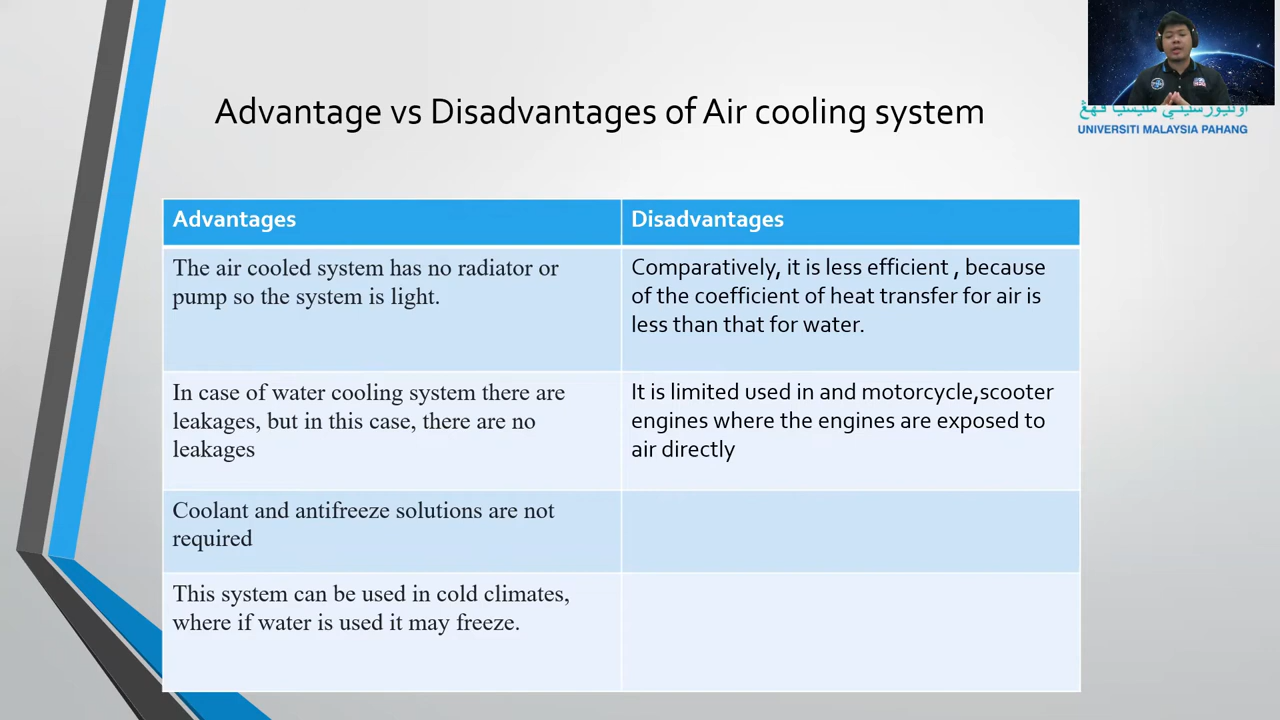 Advantage vs Disadvantages of Air cooling system
اونيۏرسيتي مليسيا ڤهڠ
UNIVERSITI MALAYSIA PAHANG
Advantages
Disadvantages
The air cooled system has no radiator or
pump so the system is light.
Comparatively, it is less efficient , because
of the coefficient of heat transfer for air is
less than that for water.
In case of water cooling system there are
leakages, but in this case, there are no
leakages
It is limited used in and motorcycle,scooter
engines where the engines are exposed to
air directly
Coolant and antifreeze solutions are not
required
This system can be used in cold climates,
where if water is used it may freeze.